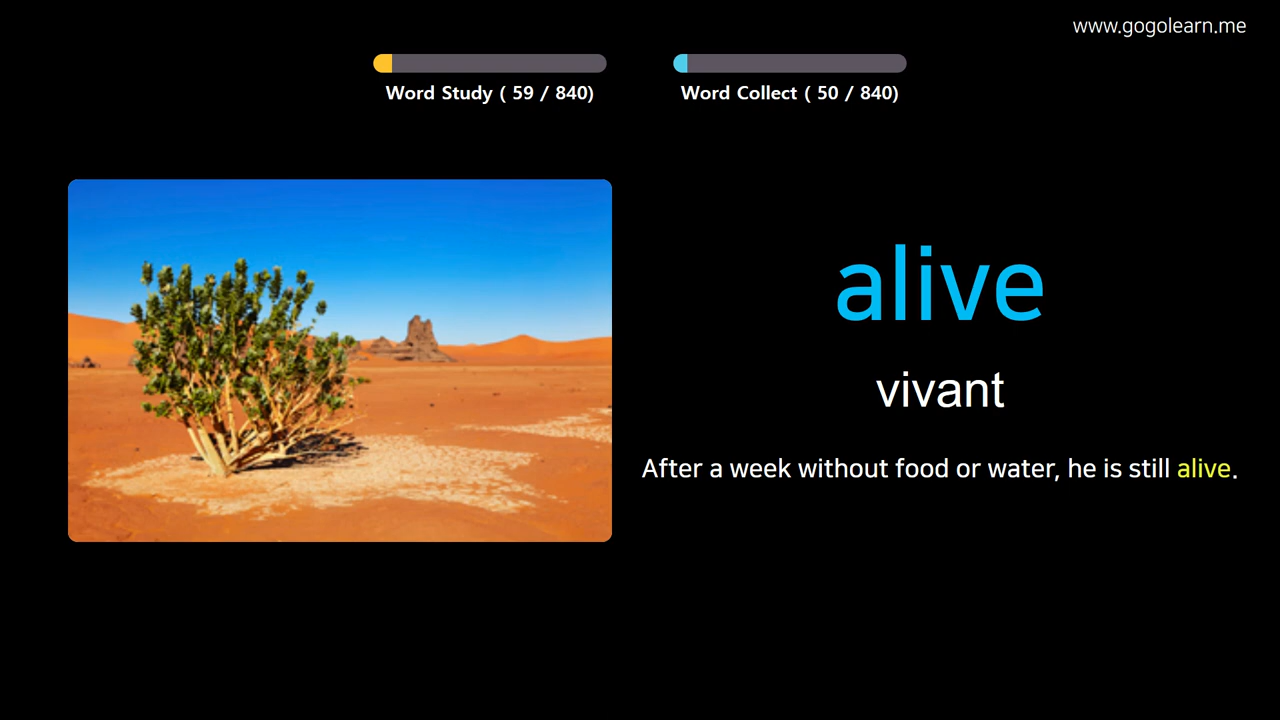 www.gogolearn.me
Word Study ( 59 / 840)
Word Collect ( 50 / 840)
alive
vivant
After a week without food or water, he is still alive.